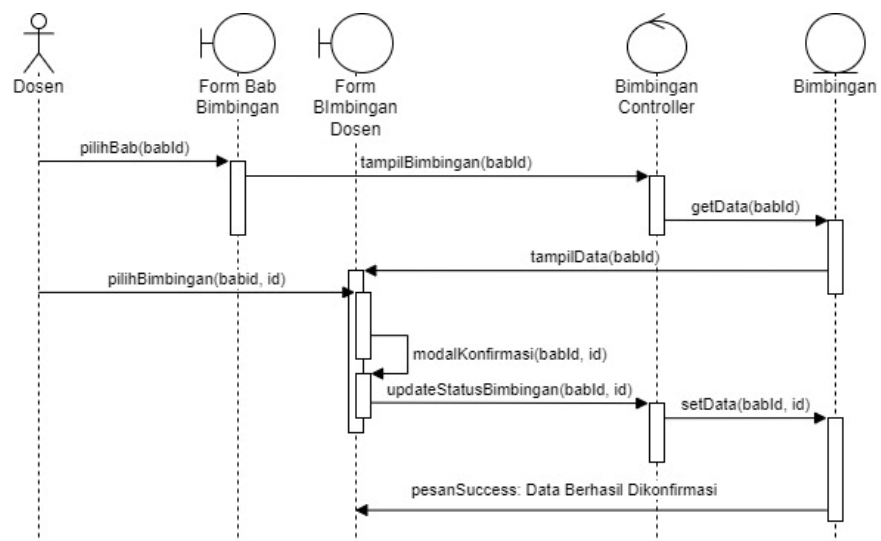 Dosen
Form Bab
Bimbingan
Form
BImbingan
Dosen
Bimbingan
Controller
Bimbingan
pilihBab(babId)
tampilBimbingan(babId)
getData(babId)
tampilData(babId)
pilihBimbingan(babid, id)
modalKonfirmasi(babId, id)
updateStatusBimbingan(babId, id)
setData(babId, id)
pesanSuccess: Data Berhasil Dikonfirmasi